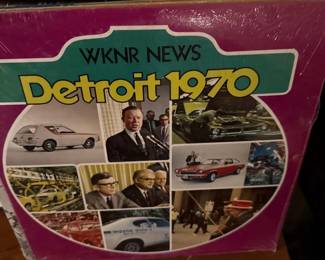 WKNR NEWS
Detroit 1970